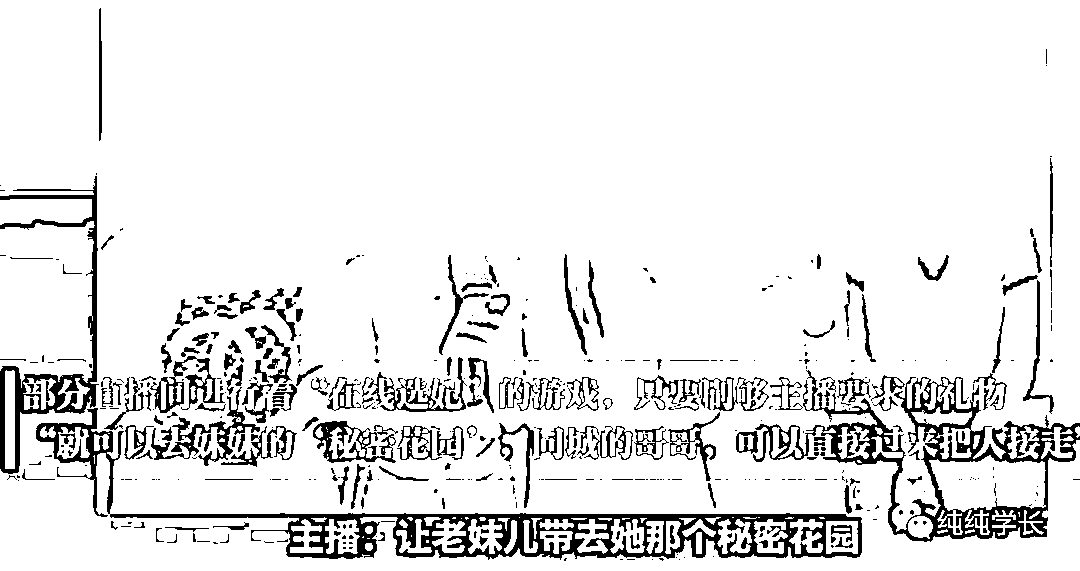 部分直播间进行着“在线选妃”的游戏，只要刷够主播要求的礼物
“就可以去妹妹的‘秘密花园’”，同城的哥哥，可以直接过来把人接走”
主播：让老妹儿带去她那个秘密花园
纯纯学长